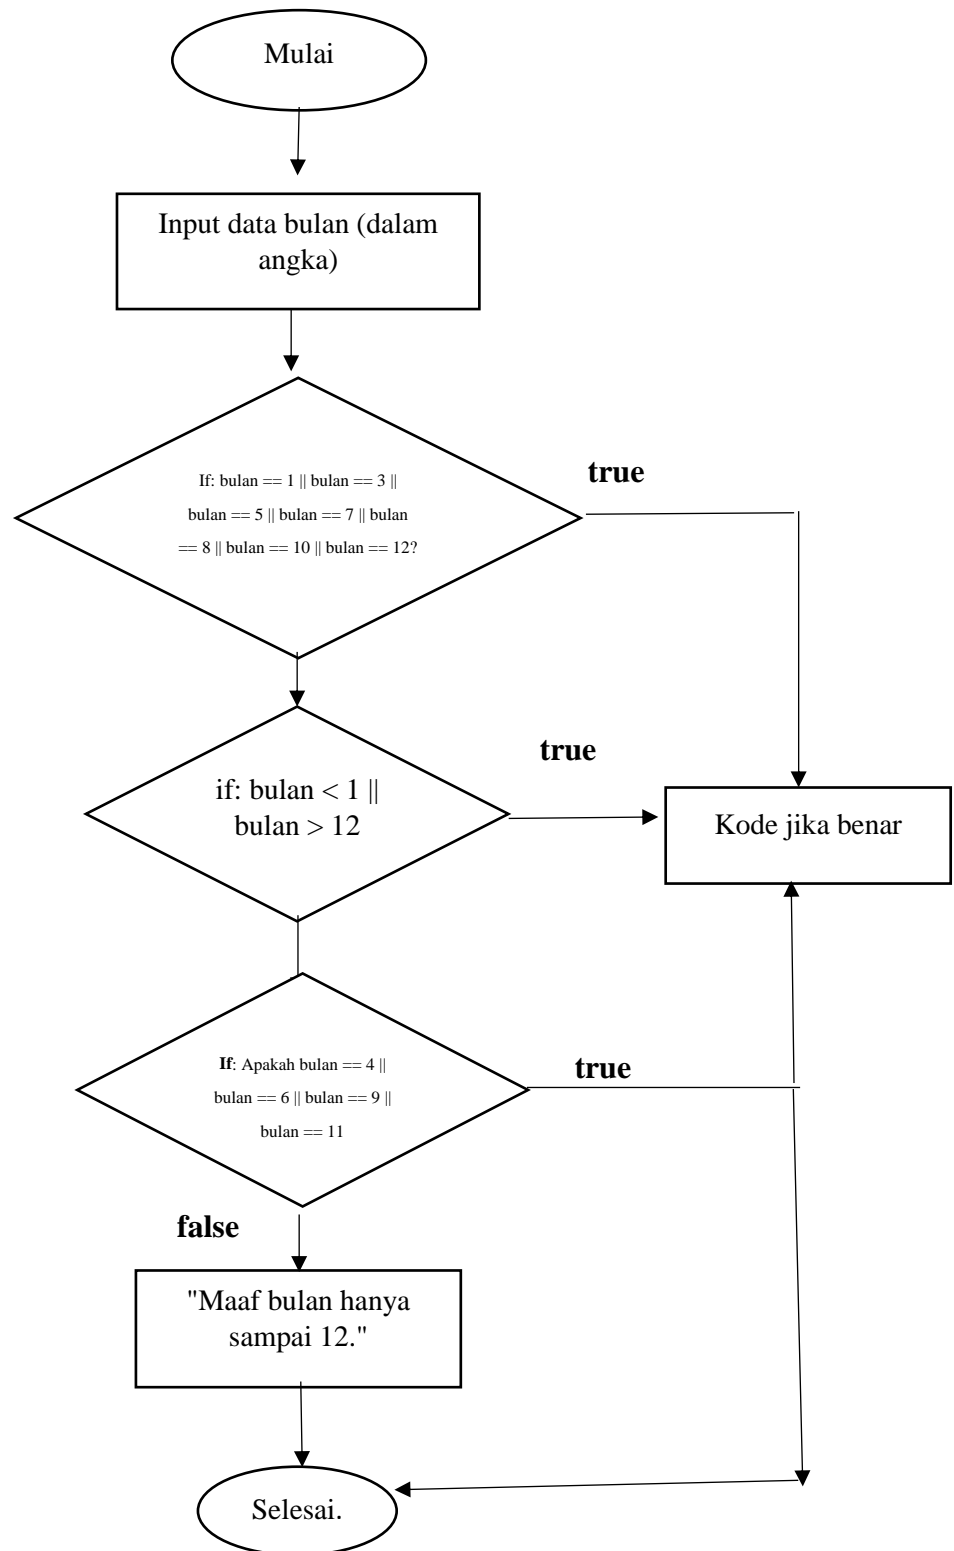 Mulai
Input data bulan (dalam
angka)
true
If: bulan == 1 || bulan == 3 ||
bulan == 5 || bulan == 7 || bulan
== 8 || bulan == 10 || bulan == 12?
true
if: bulan < 1 ||
bulan > 12
Kode jika benar
true
If: Apakah bulan == 4 ||
bulan == 6 || bulan == 9 ||
bulan == 11
false
"Maaf bulan hanya
sampai 12."
Selesai.